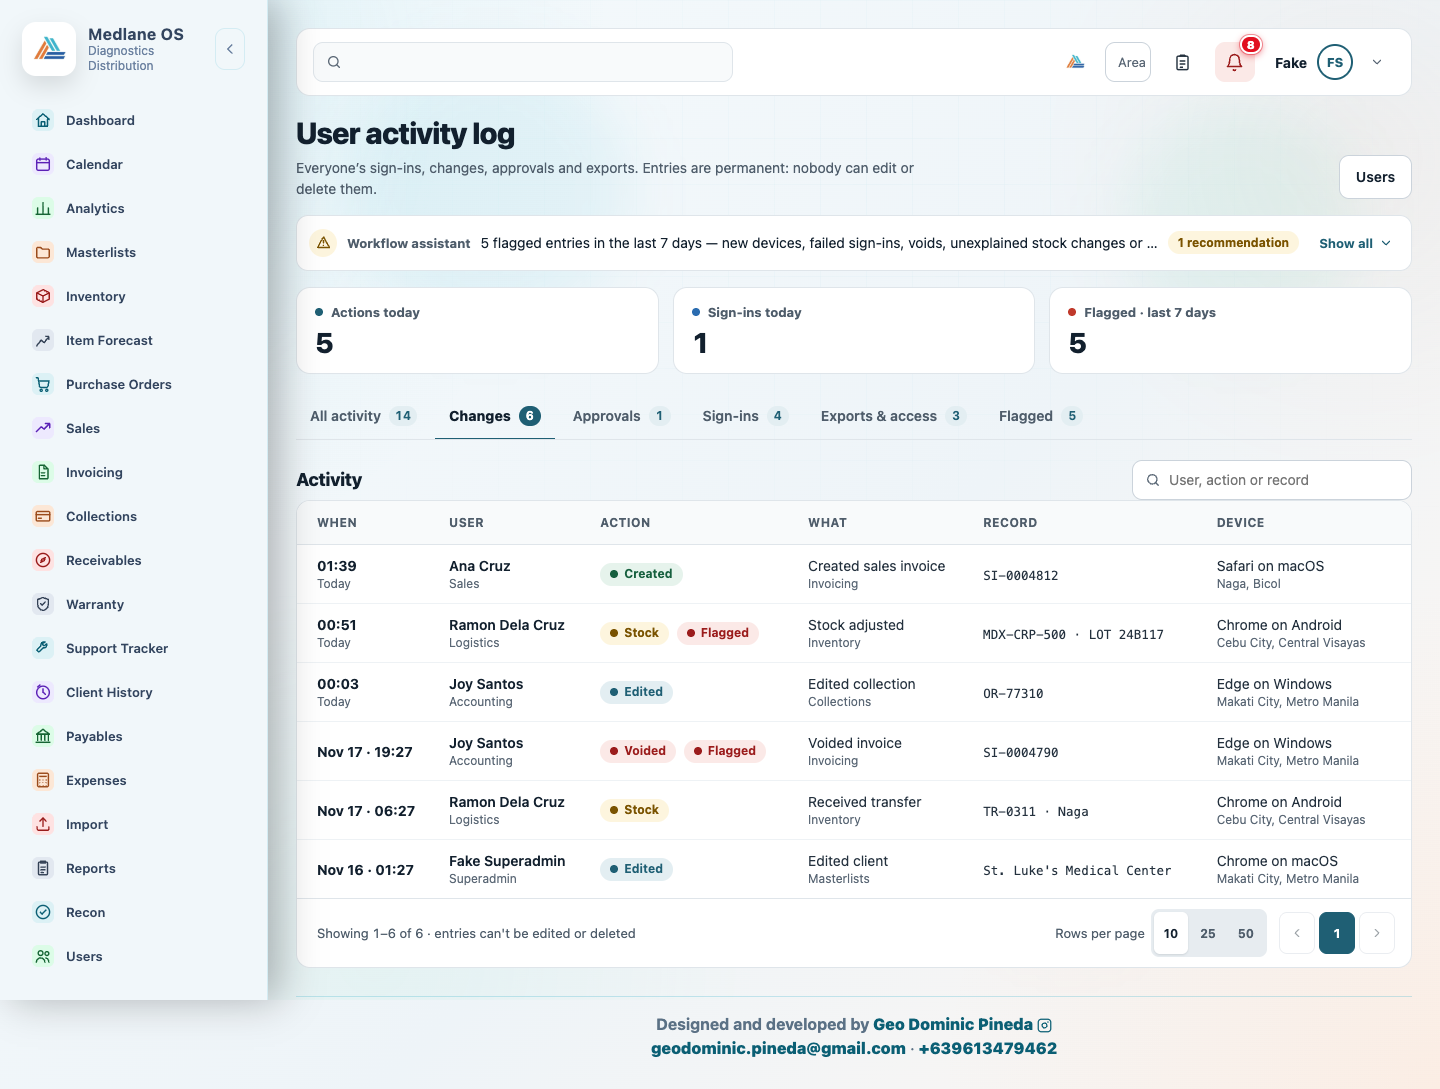 Medlane OS
Diagnostics
Distribution
Dashboard
Calendar
Analytics
Masterlists
Inventory
Item Forecast
Purchase Orders
Sales
Invoicing
Collections
Receivables
Warranty
Support Tracker
Client History
Payables
Expenses
Import
Reports
Recon
Users
Area
8
Fake
FS
User activity log
Everyone's sign-ins, changes, approvals and exports. Entries are permanent: nobody can edit or
delete them.
Users
Workflow assistant 5 flagged entries in the last 7 days — new devices, failed sign-ins, voids, unexplained stock changes or ... 1 recommendation Show all
Actions today
5
Sign-ins today
1
Flagged · last 7 days
5
All activity 14 Changes 6 Approvals 1 Sign-ins 4 Exports & access 3 Flagged 5
Activity
User, action or record
WHEN USER ACTION WHAT RECORD DEVICE
01:39 Ana Cruz Created Created sales invoice SI-0004812 Safari on macOS
Today Sales Invoicing Naga, Bicol
00:51 Ramon Dela Cruz Stock Flagged Stock adjusted MDX-CRP-500 · LOT 24B117 Chrome on Android
Today Logistics Inventory Cebu City, Central Visayas
00:03 Joy Santos Edited Edited collection OR-77310 Edge on Windows
Today Accounting Collections Makati City, Metro Manila
Nov 17 · 19:27 Joy Santos Voided Flagged Voided invoice SI-0004790 Edge on Windows
Accounting Invoicing Makati City, Metro Manila
Nov 17 · 06:27 Ramon Dela Cruz Stock Received transfer TR-0311 · Naga Chrome on Android
Logistics Inventory Cebu City, Central Visayas
Nov 16 · 01:27 Fake Superadmin Edited Edited client St. Luke's Medical Center Chrome on macOS
Superadmin Masterlists Makati City, Metro Manila
Showing 1–6 of 6 · entries can't be edited or deleted
Rows per page 10 25 50 1
Designed and developed by Geo Dominic Pineda
geodominic.pineda@gmail.com · +639613479462